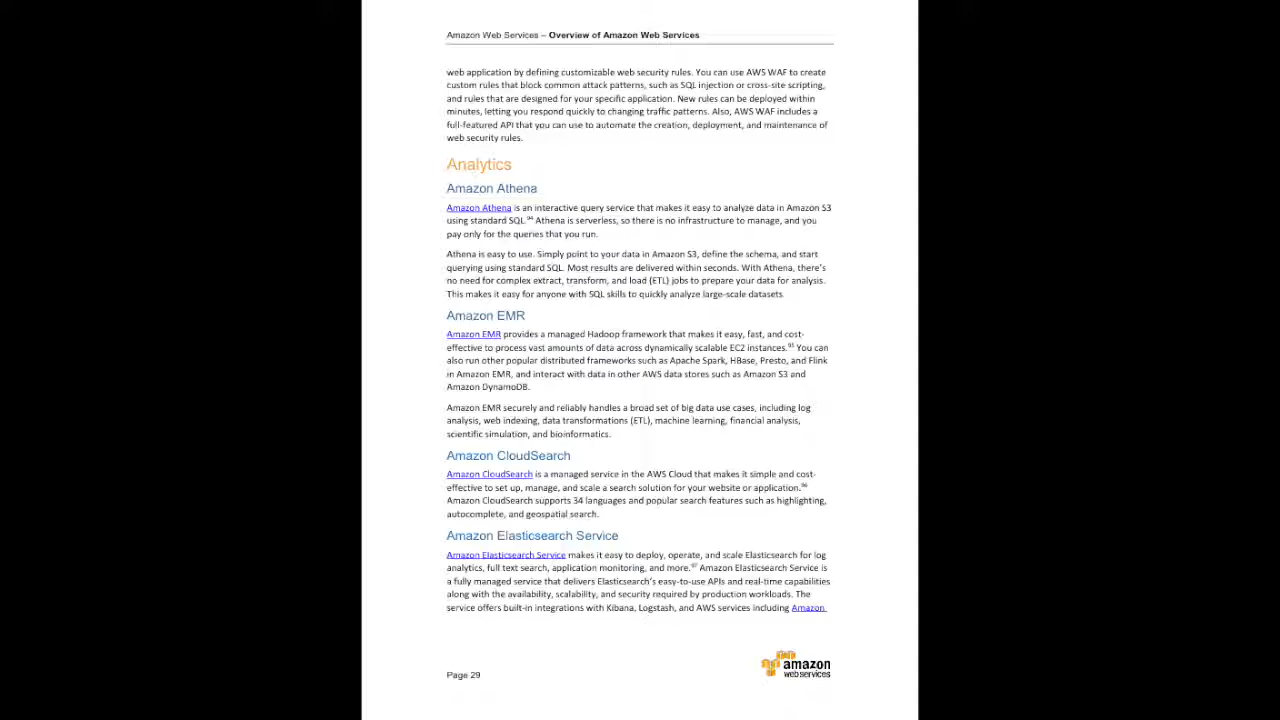 Amazon Web Services – Overview of Amazon Web Services
web application by defining customizable web security rules. You can use AWS WAF to create
custom rules that block common attack patterns, such as SQL injection or cross-site scripting,
and rules that are designed for your specific application. New rules can be deployed within
minutes, letting you respond quickly to changing traffic patterns. Also, AWS WAF includes a
full-featured API that you can use to automate the creation, deployment, and maintenance of
web security rules.
Analytics
Amazon Athena
Amazon Athena is an interactive query service that makes it easy to analyze data in Amazon S3
using standard SQL.94 Athena is serverless, so there is no infrastructure to manage, and you
pay only for the queries that you run.
Athena is easy to use. Simply point to your data in Amazon S3, define the schema, and start
querying using standard SQL. Most results are delivered within seconds. With Athena, there's
no need for complex extract, transform, and load (ETL) jobs to prepare your data for analysis.
This makes it easy for anyone with SQL skills to quickly analyze large-scale datasets.
Amazon EMR
Amazon EMR provides a managed Hadoop framework that makes it easy, fast, and cost-
effective to process vast amounts of data across dynamically scalable EC2 instances.95 You can
also run other popular distributed frameworks such as Apache Spark, HBase, Presto, and Flink
in Amazon EMR, and interact with data in other AWS data stores such as Amazon S3 and
Amazon DynamoDB.
Amazon EMR securely and reliably handles a broad set of big data use cases, including log
analysis, web indexing, data transformations (ETL), machine learning, financial analysis,
scientific simulation, and bioinformatics.
Amazon CloudSearch
Amazon CloudSearch is a managed service in the AWS Cloud that makes it simple and cost-
effective to set up, manage, and scale a search solution for your website or application.96
Amazon CloudSearch supports 34 languages and popular search features such as highlighting,
autocomplete, and geospatial search.
Amazon Elasticsearch Service
Amazon Elasticsearch Service makes it easy to deploy, operate, and scale Elasticsearch for log
analytics, full text search, application monitoring, and more.97 Amazon Elasticsearch Service is
a fully managed service that delivers Elasticsearch's easy-to-use APIs and real-time capabilities
along with the availability, scalability, and security required by production workloads. The
service offers built-in integrations with Kibana, Logstash, and AWS services including Amazon
Page 29
amazon
webservices